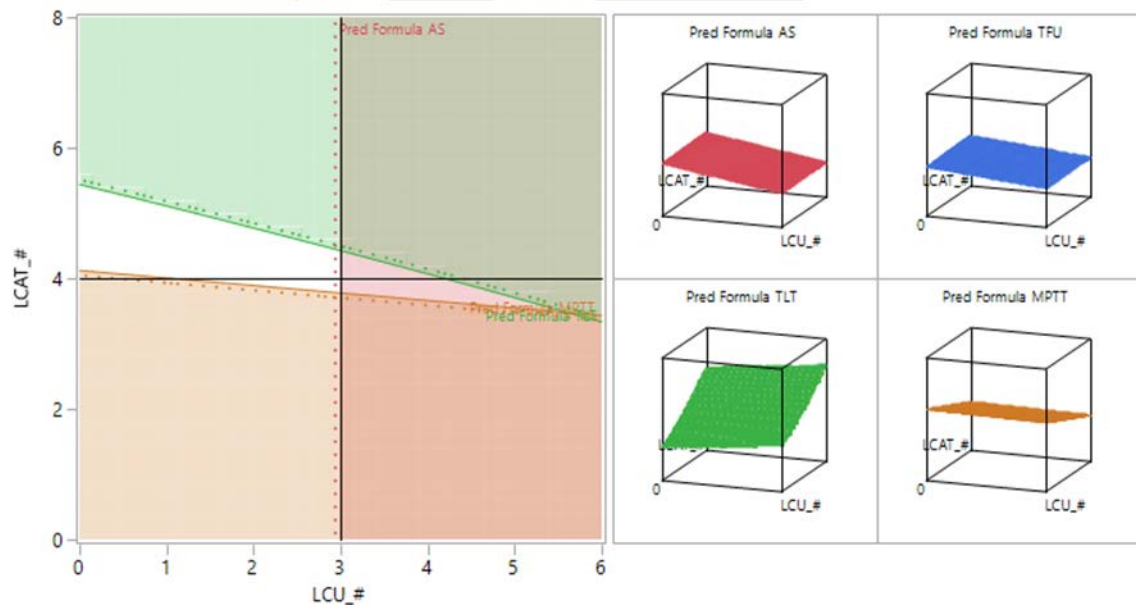 8
6
4
2
0
LCAT_#
0
1
2
3
4
5
6
LCU_#
Pred Formula AS
Pred Formula MPTT
Pred Formula TLT
Pred Formula AS
LCAT_#
0
LCU_#
Pred Formula TFU
LCAT_#
0
LCU_#
Pred Formula TLT
0
LCU_#
Pred Formula MPTT
LCAT_#
0
LCU_#